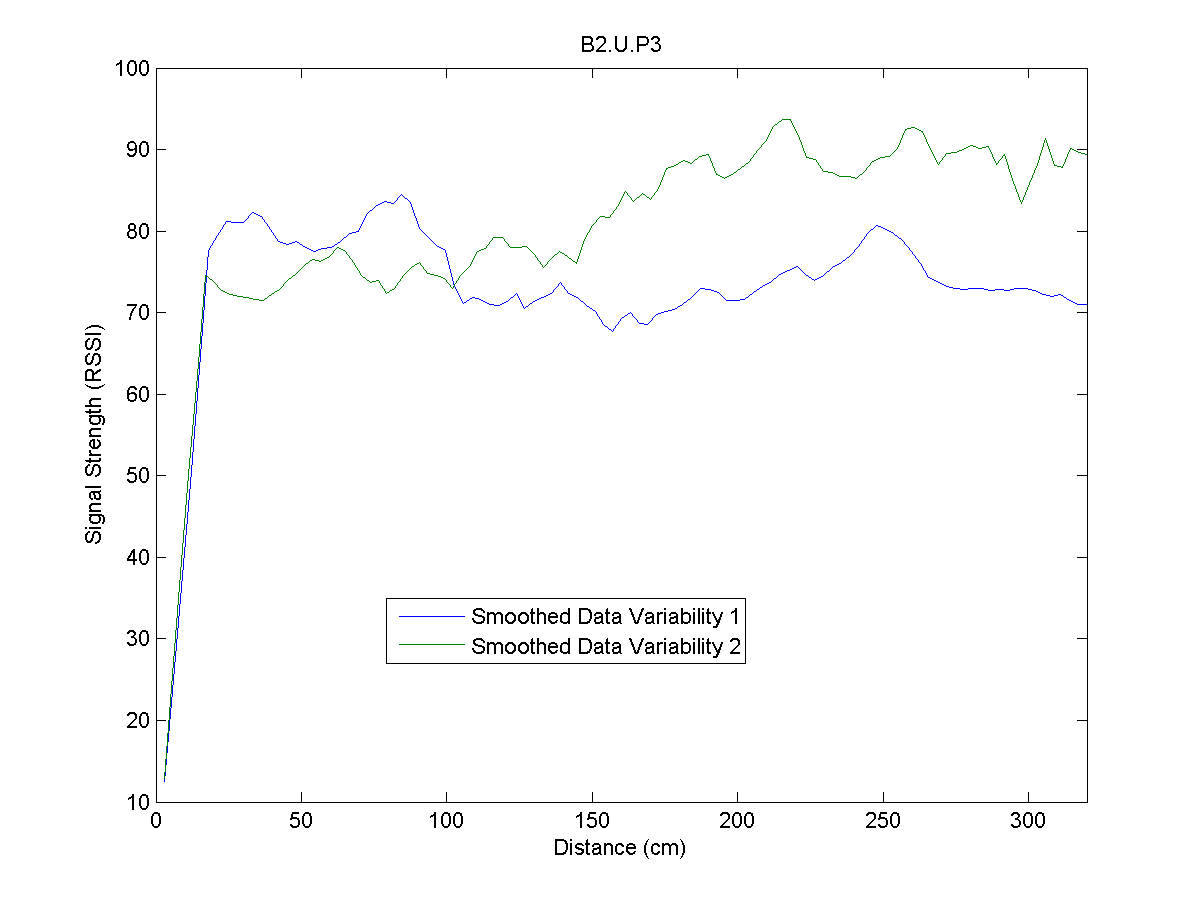 B2.U.P3
100
90
80
70
60
50
40
30
20
10
Signal Strength (RSSI)
Smoothed Data Variability 1
Smoothed Data Variability 2
0 50 100 150 200 250 300
Distance (cm)